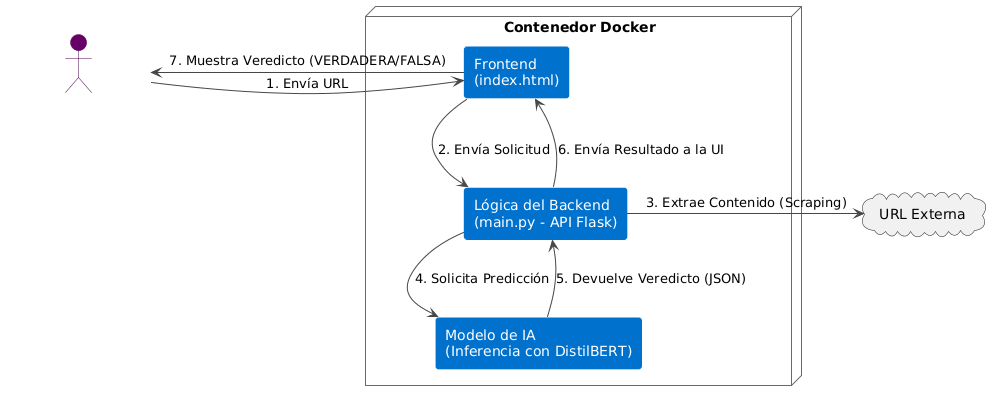 Contenedor Docker
7. Muestra Veredicto (VERDADERA/FALSA)
1. Envía URL
Frontend
(index.html)
2. Envía Solicitud
6. Envía Resultado a la UI
Lógica del Backend
(main.py - API Flask)
3. Extrae Contenido (Scraping)
URL Externa
4. Solicita Predicción
5. Devuelve Veredicto (JSON)
Modelo de IA
(Inferencia con DistilBERT)